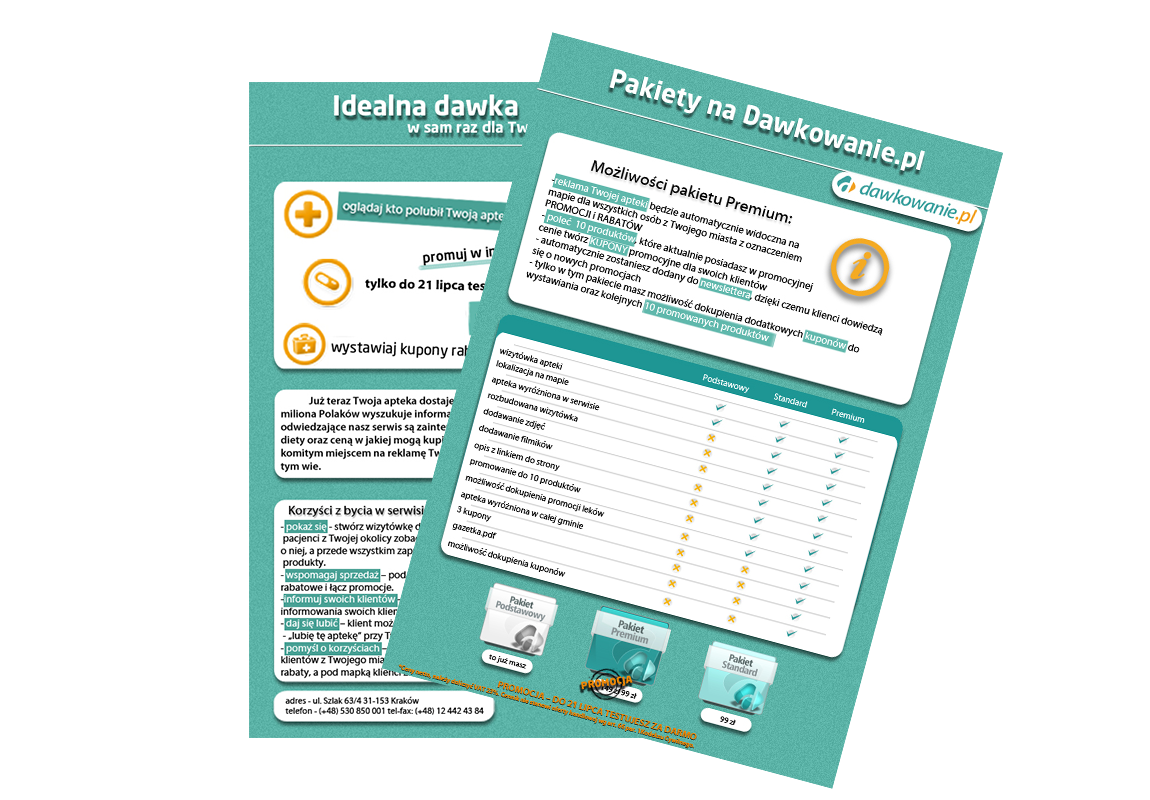 Idealna dawka
w sam raz dla Tw
oglądaj kto polubił Twoją apte
promuj w in
tylko do 21 lipca tes
wystawiaj kupony rab
Już teraz Twoja apteka dostaje
miliona Polaków wyszukuje informa
odwiedzające nasz serwis są zainte
diety oraz ceną w jakiej mogą kupi
komitym miejscem na reklamę Tw
tym wie.
Korzyści z bycia w serwisi
- pokaż się - stwórz wizytówkę d
pacjenci z Twojej okolicy zobac
o niej, a przede wszystkim zap
produkty.
- wspomagaj sprzedaż – pod
rabatowe i łącz promocje.
-informuj swoich klientów -
informowania swoich klien
- daj się lubić – klient moż
- „lubię tę aptekę” przy T
- pomyśl o korzyściach –
klientów z Twojego mia
rabaty, a pod mapką klienci
adres - ul. Szlak 63/4 31-153 Kraków
telefon - (+48) 530 850 001 tel-fax: (+48) 12 442 43 84
Pakiety na Dawkowanie.pl
dawkowanie.pl
Możliwości pakietu Premium:
-reklama Twojej apteki będzie automatycznie widoczna na
mapie dla wszystkich osób z Twojego miasta z oznaczeniem
PROMOCJI i RABATÓW
- poleć 10 produktów, które aktualnie posiadasz w promocyjnej
cenie twórz KUPONY promocyjne dla swoich klientów
- automatycznie zostaniesz dodany do newslettera, dzięki czemu klienci dowiedzą
się o nowych promocjach
- tylko w tym pakiecie masz możliwość dokupienia dodatkowych kuponów do
wystawiania oraz kolejnych 10 promowanych produktów
Podstawowy Standard Premium
wizytówka apteki
lokalizacja na mapie
apteka wyróżniona w serwisie
rozbudowana wizytówka
dodawanie zdjęć
dodawanie filmików
opis z linkiem do strony
promowanie do 10 produktów
możliwość dokupienia promocji leków
apteka wyróżniona w całej gminie
3 kupony
gazetka.pdf
możliwość dokupienia kuponów
Pakiet
Podstawowy
to już masz
Pakiet
Premium
PROMOCJA
99 zł
Pakiet
Standard
99 zł
PROMOCJA – DO 21 LIPCA TESTUJESZ ZA DARMO